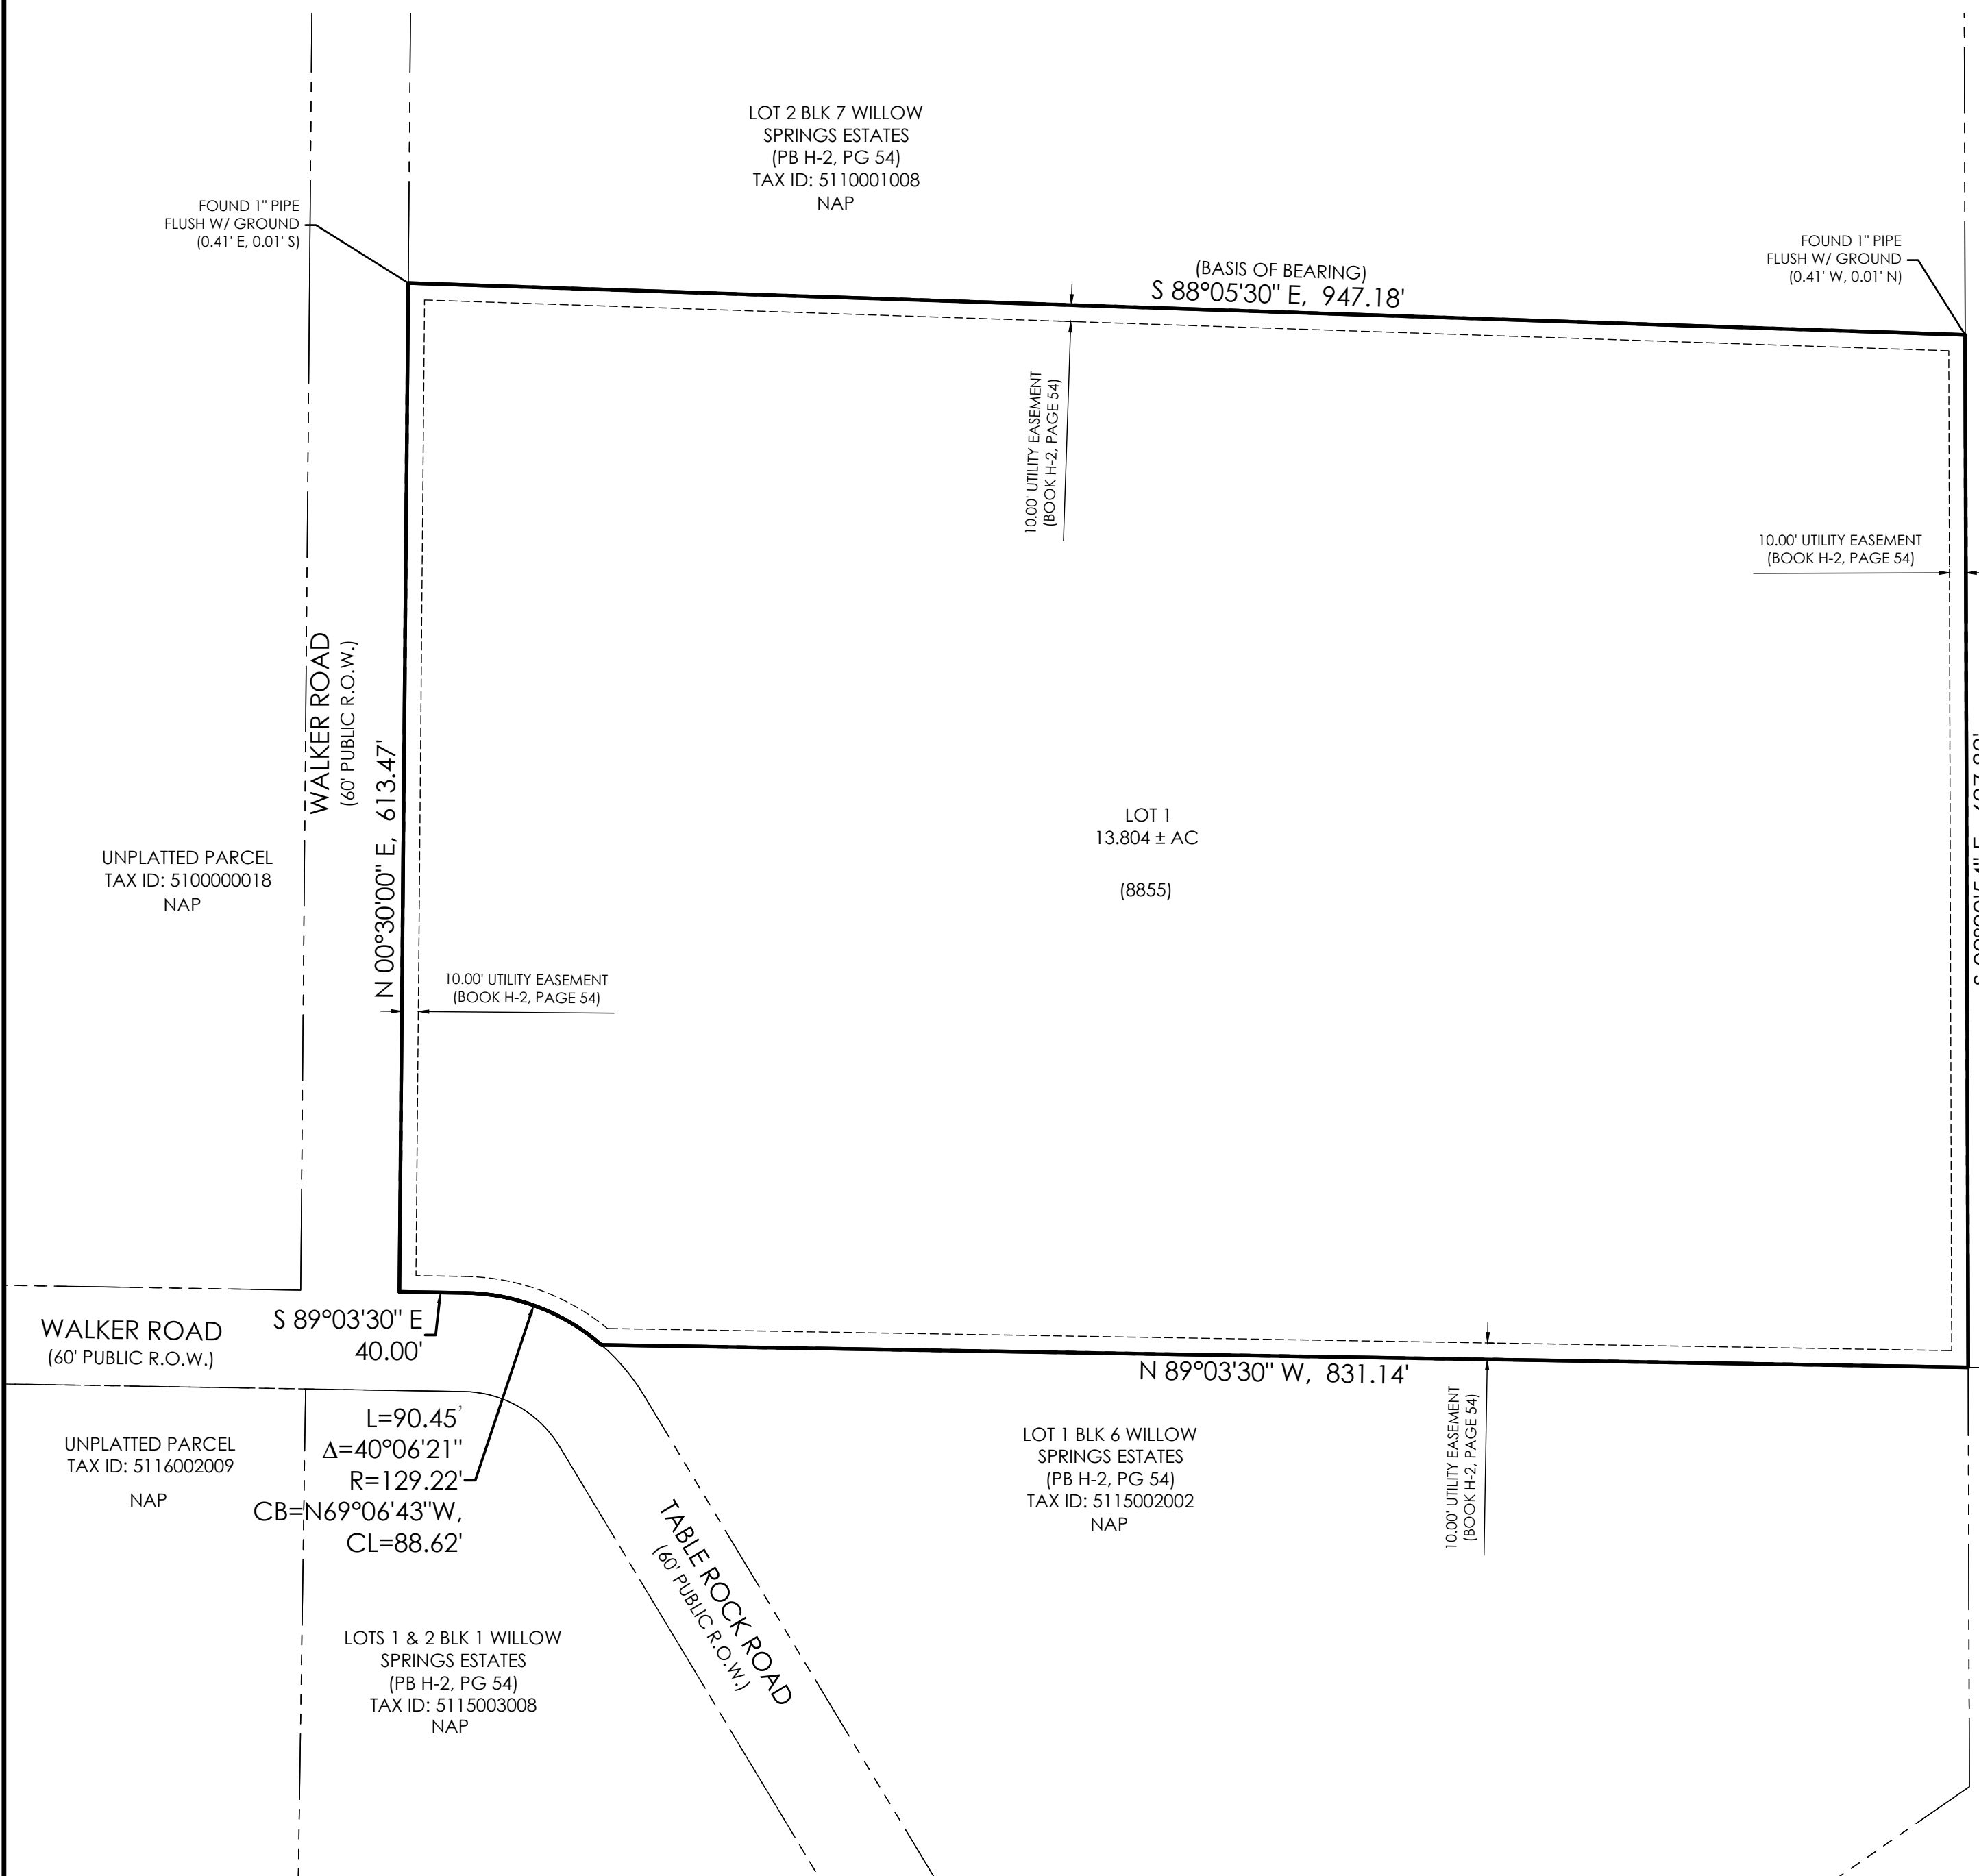 LOT 2 BLK 7 WILLOW
SPRINGS ESTATES
(PB H-2, PG 54)
TAX ID: 5110001008
NAP
FOUND 1" PIPE
FLUSH W/ GROUND
(0.41' E, 0.01' S)
FOUND 1" PIPE
FLUSH W/ GROUND
(0.41' W, 0.01' N)
(BASIS OF BEARING)
S 88°05'30" E, 947.18'
10.00' UTILITY EASEMENT
(BOOK H-2, PAGE 54)
10.00' UTILITY EASEMENT
(BOOK H-2, PAGE 54)
WALKER ROAD
(60' PUBLIC R.O.W.)
N 00°30'00" E, 613.47'
LOT 1
13.804 ± AC
(8855)
UNPLATTED PARCEL
TAX ID: 5100000018
NAP
10.00' UTILITY EASEMENT
(BOOK H-2, PAGE 54)
WALKER ROAD
(60' PUBLIC R.O.W.)
S 89°03'30" E
40.00'
N 89°03'30" W, 831.14'
L=90.45'
Δ=40°06'21"
R=129.22'
CB=N69°06'43"W,
CL=88.62'
UNPLATTED PARCEL
TAX ID: 5116002009
NAP
LOT 1 BLK 6 WILLOW
SPRINGS ESTATES
(PB H-2, PG 54)
TAX ID: 5115002002
NAP
10.00' UTILITY EASEMENT
(BOOK H-2, PAGE 54)
TABLE ROCK ROAD
(60' PUBLIC R.O.W.)
LOTS 1 & 2 BLK 1 WILLOW
SPRINGS ESTATES
(PB H-2, PG 54)
TAX ID: 5115003008
NAP